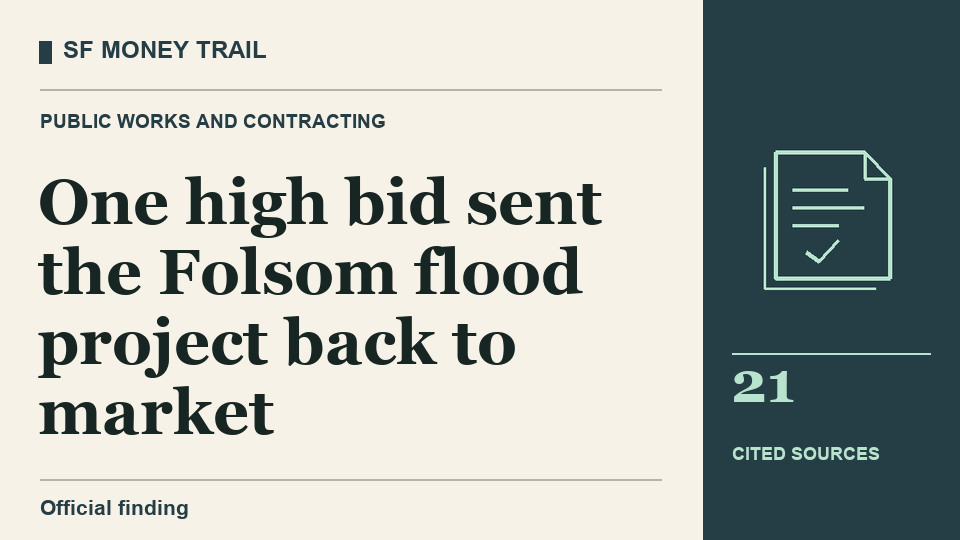 SF MONEY TRAIL
PUBLIC WORKS AND CONTRACTING
One high bid sent
the Folsom flood
project back to
market
Official finding
21
CITED SOURCES